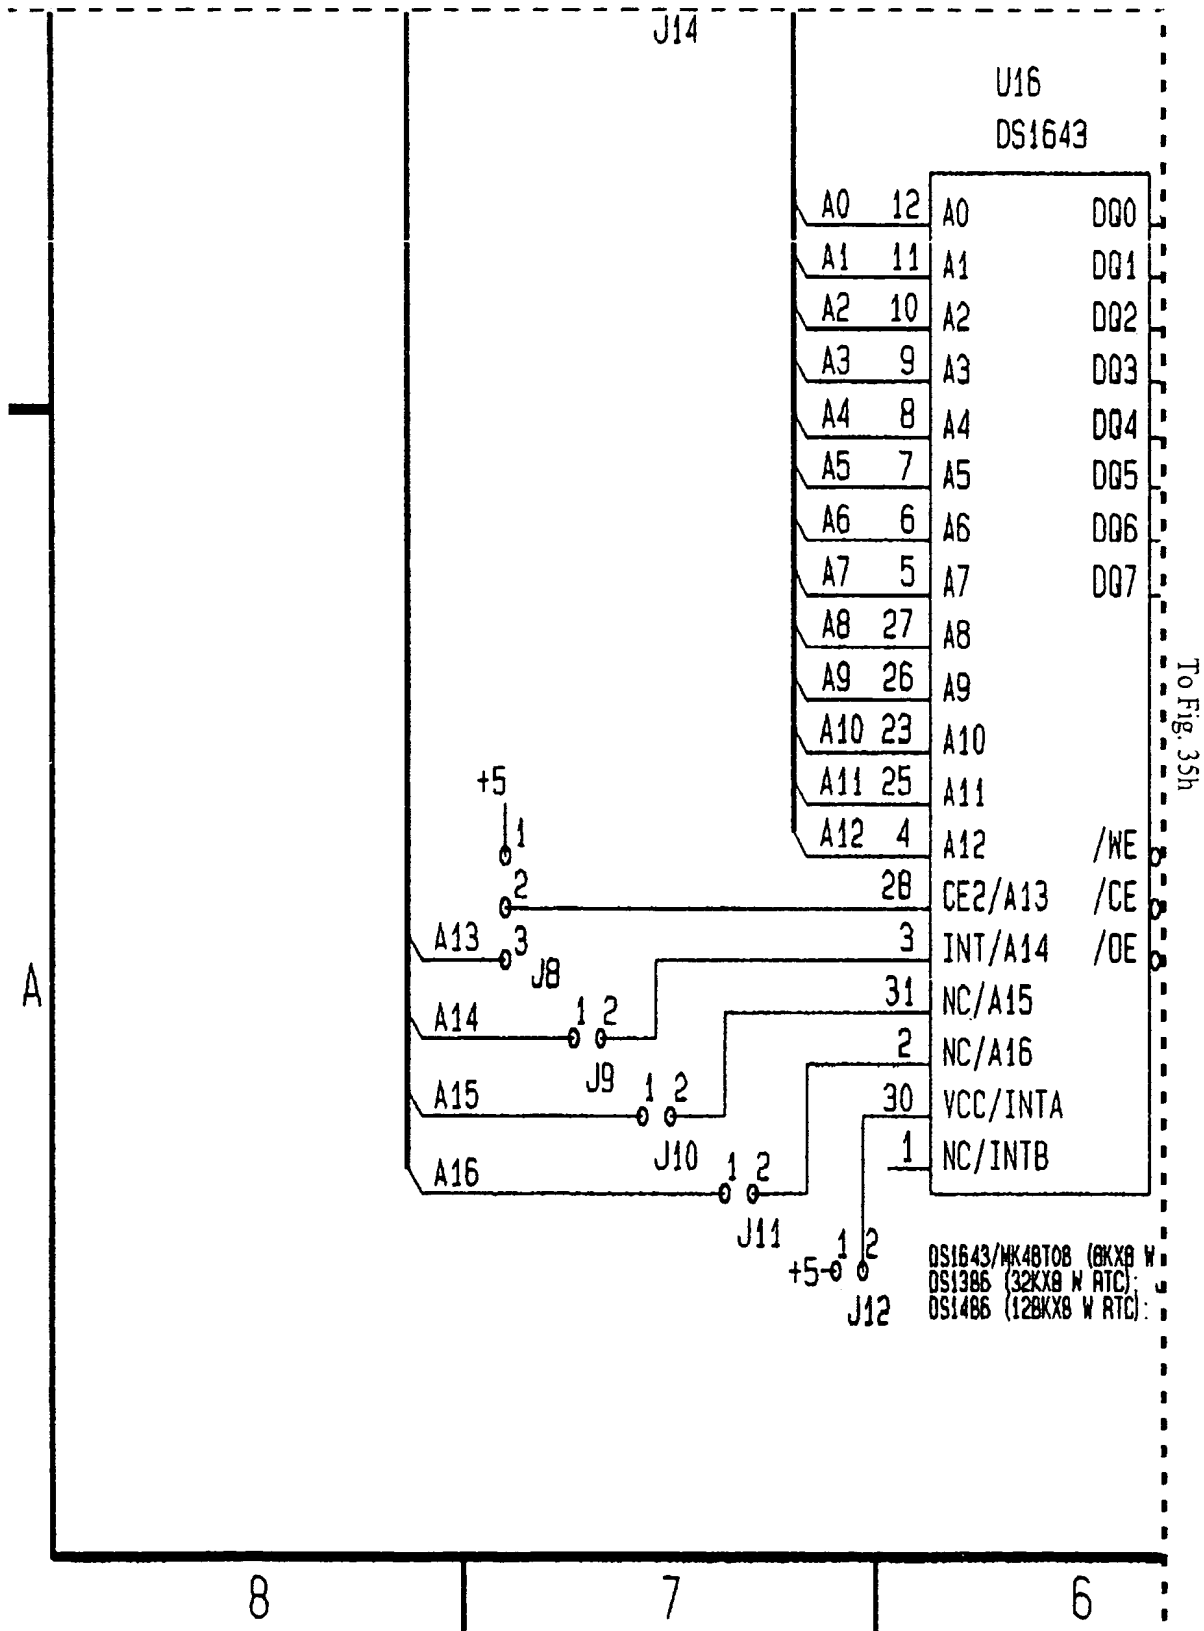 J14
U16
DS1643
A0 12 A0 DQ0
A1 11 A1 DQ1
A2 10 A2 DQ2
A3 9 A3 DQ3
A4 8 A4 DQ4
A5 7 A5 DQ5
A6 6 A6 DQ6
A7 5 A7 DQ7
A8 27 A8
A9 26 A9
A10 23 A10
A11 25 A11
A12 4 A12 /WE
+5
1
2
28 CE2/A13 /CE
A13 3 J8
3 INT/A14 /OE
A14 1 2 J9
31 NC/A15
A15 1 2 J10
2 NC/A16
A16 1 2 J11
30 VCC/INTA
1 NC/INTB
+5 1 2 J12
DS1643/MK48T08 (8KX8 W
DS1386 (32KX8 W RTC):
DS1486 (128KX8 W RTC):
To Fig. 35h
A
8 7 6